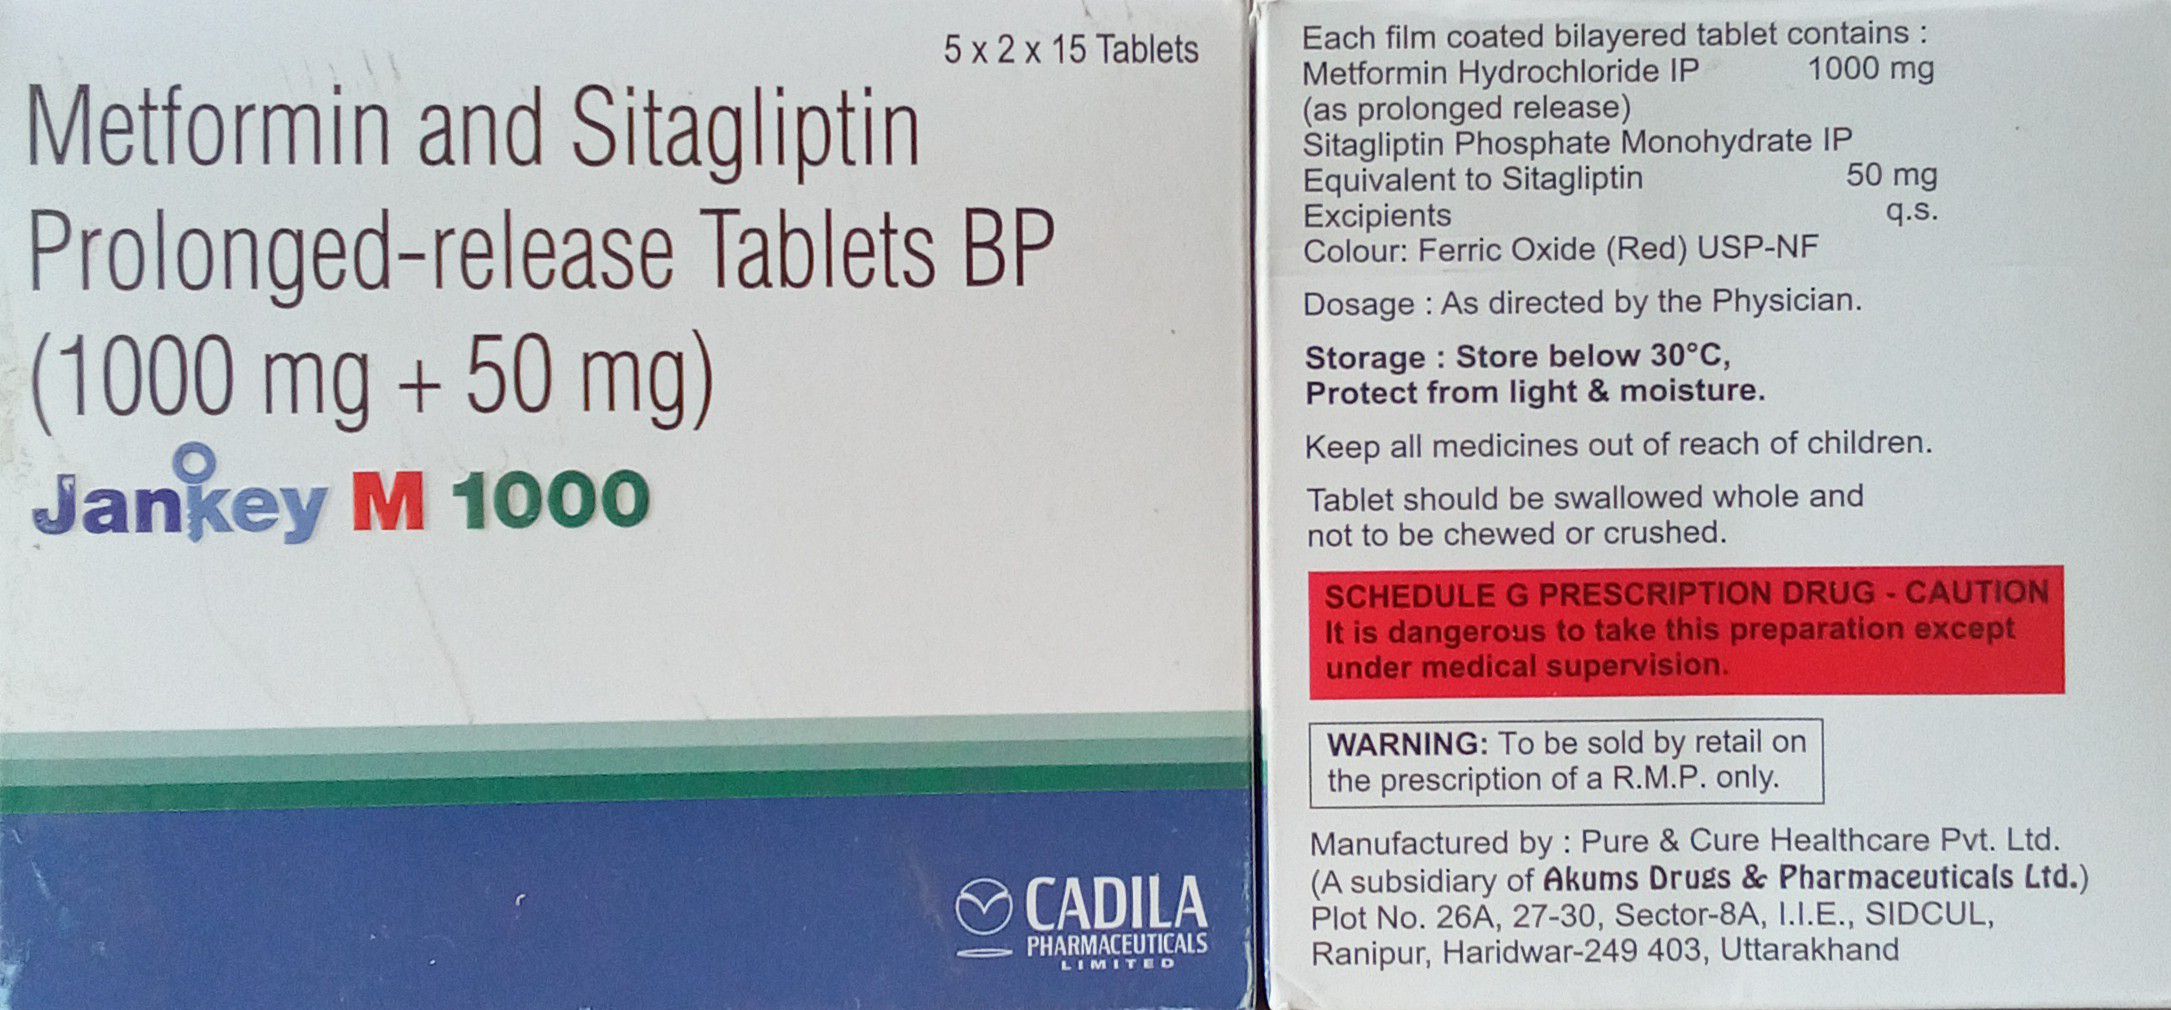 5 x 2 x 15 Tablets
Metformin and Sitagliptin
Prolonged-release Tablets BP
(1000 mg + 50 mg)
Jankey M 1000
CADILA
PHARMACEUTICALS
LIMITED
Each film coated bilayered tablet contains :
Metformin Hydrochloride IP 1000 mg
(as prolonged release)
Sitagliptin Phosphate Monohydrate IP
Equivalent to Sitagliptin 50 mg
Excipients q.s.
Colour: Ferric Oxide (Red) USP-NF
Dosage : As directed by the Physician.
Storage : Store below 30°C,
Protect from light & moisture.
Keep all medicines out of reach of children.
Tablet should be swallowed whole and
not to be chewed or crushed.
SCHEDULE G PRESCRIPTION DRUG - CAUTION
It is dangerous to take this preparation except
under medical supervision.
WARNING: To be sold by retail on
the prescription of a R.M.P. only.
Manufactured by : Pure & Cure Healthcare Pvt. Ltd.
(A subsidiary of Akums Drugs & Pharmaceuticals Ltd.)
Plot No. 26A, 27-30, Sector-8A, I.I.E., SIDCUL,
Ranipur, Haridwar-249 403, Uttarakhand